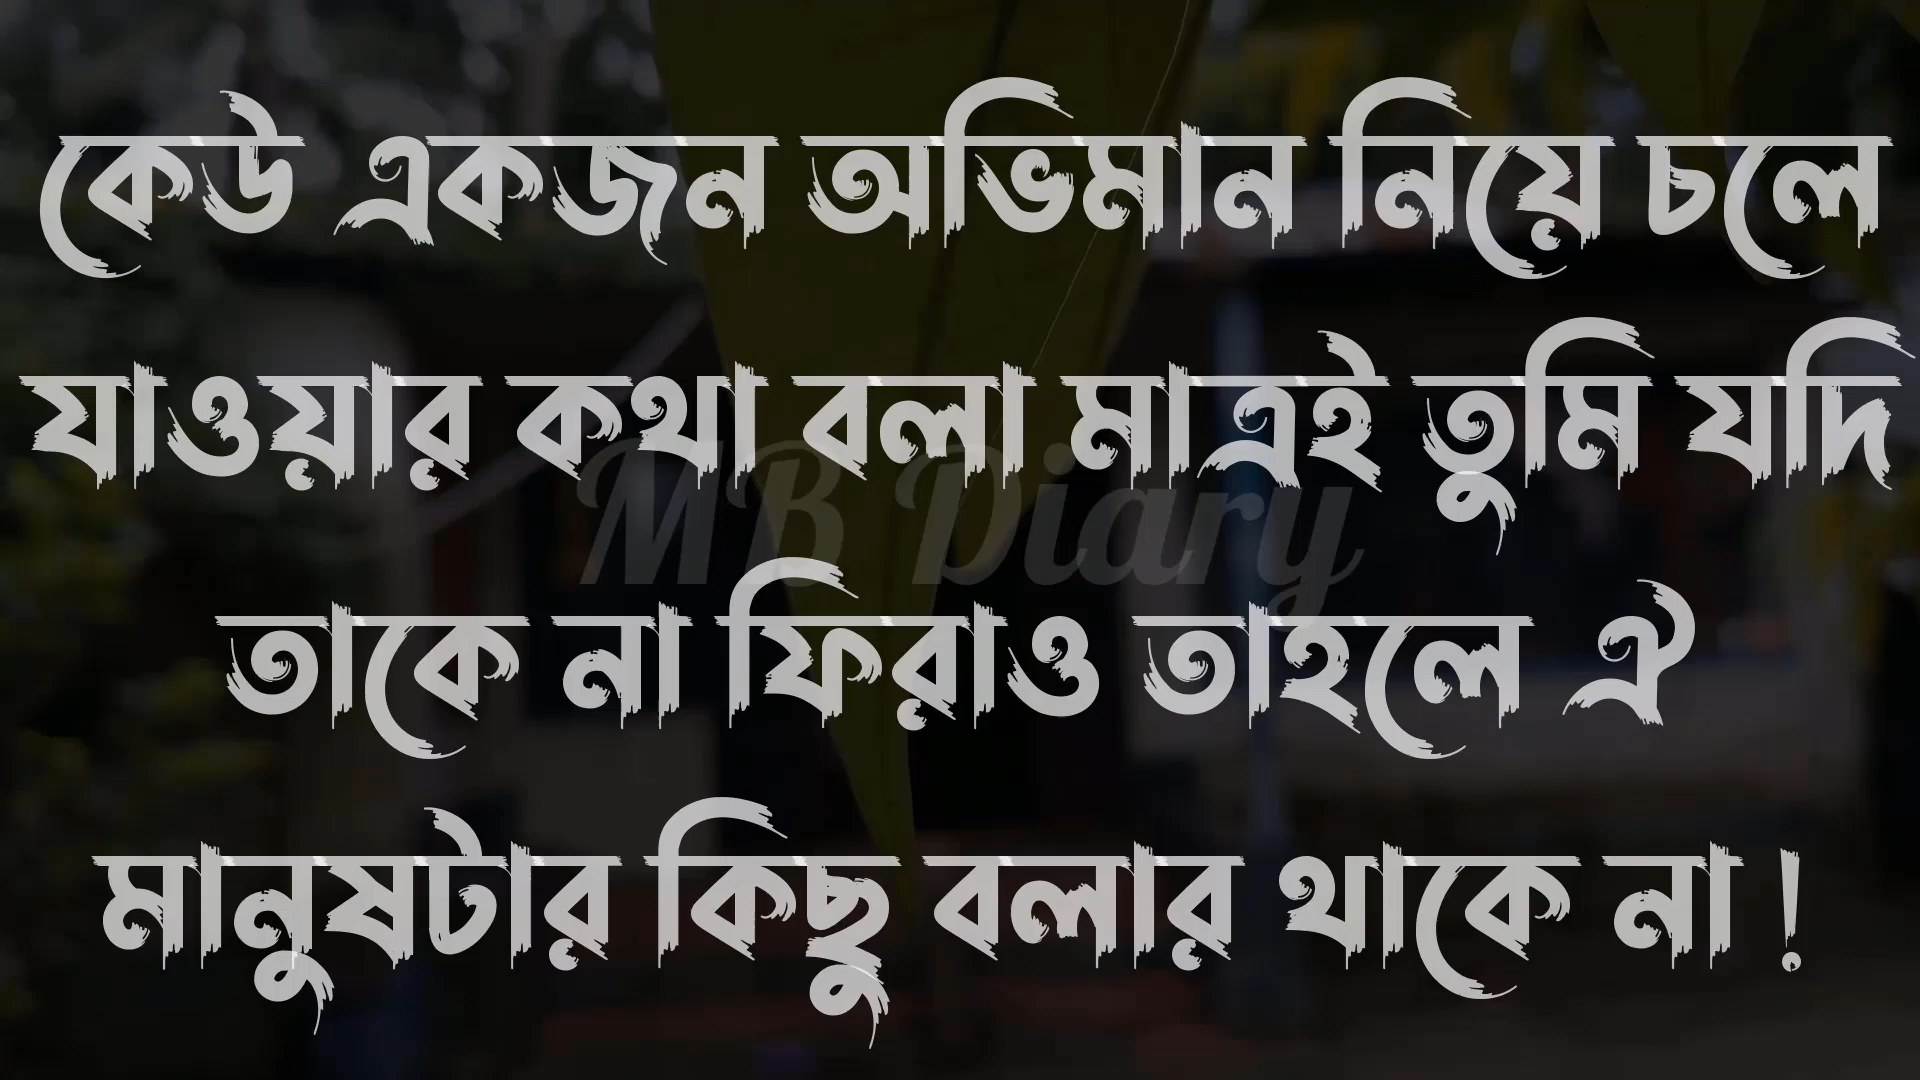 কেউ একজন অভিমান নিয়ে চলে
যাওয়ার কথা বলা মাত্রই তুমি যদি
MB Diary
তাকে না ফিরাও তাহলে ঐ
মানুষটার কিছু বলার থাকে না !